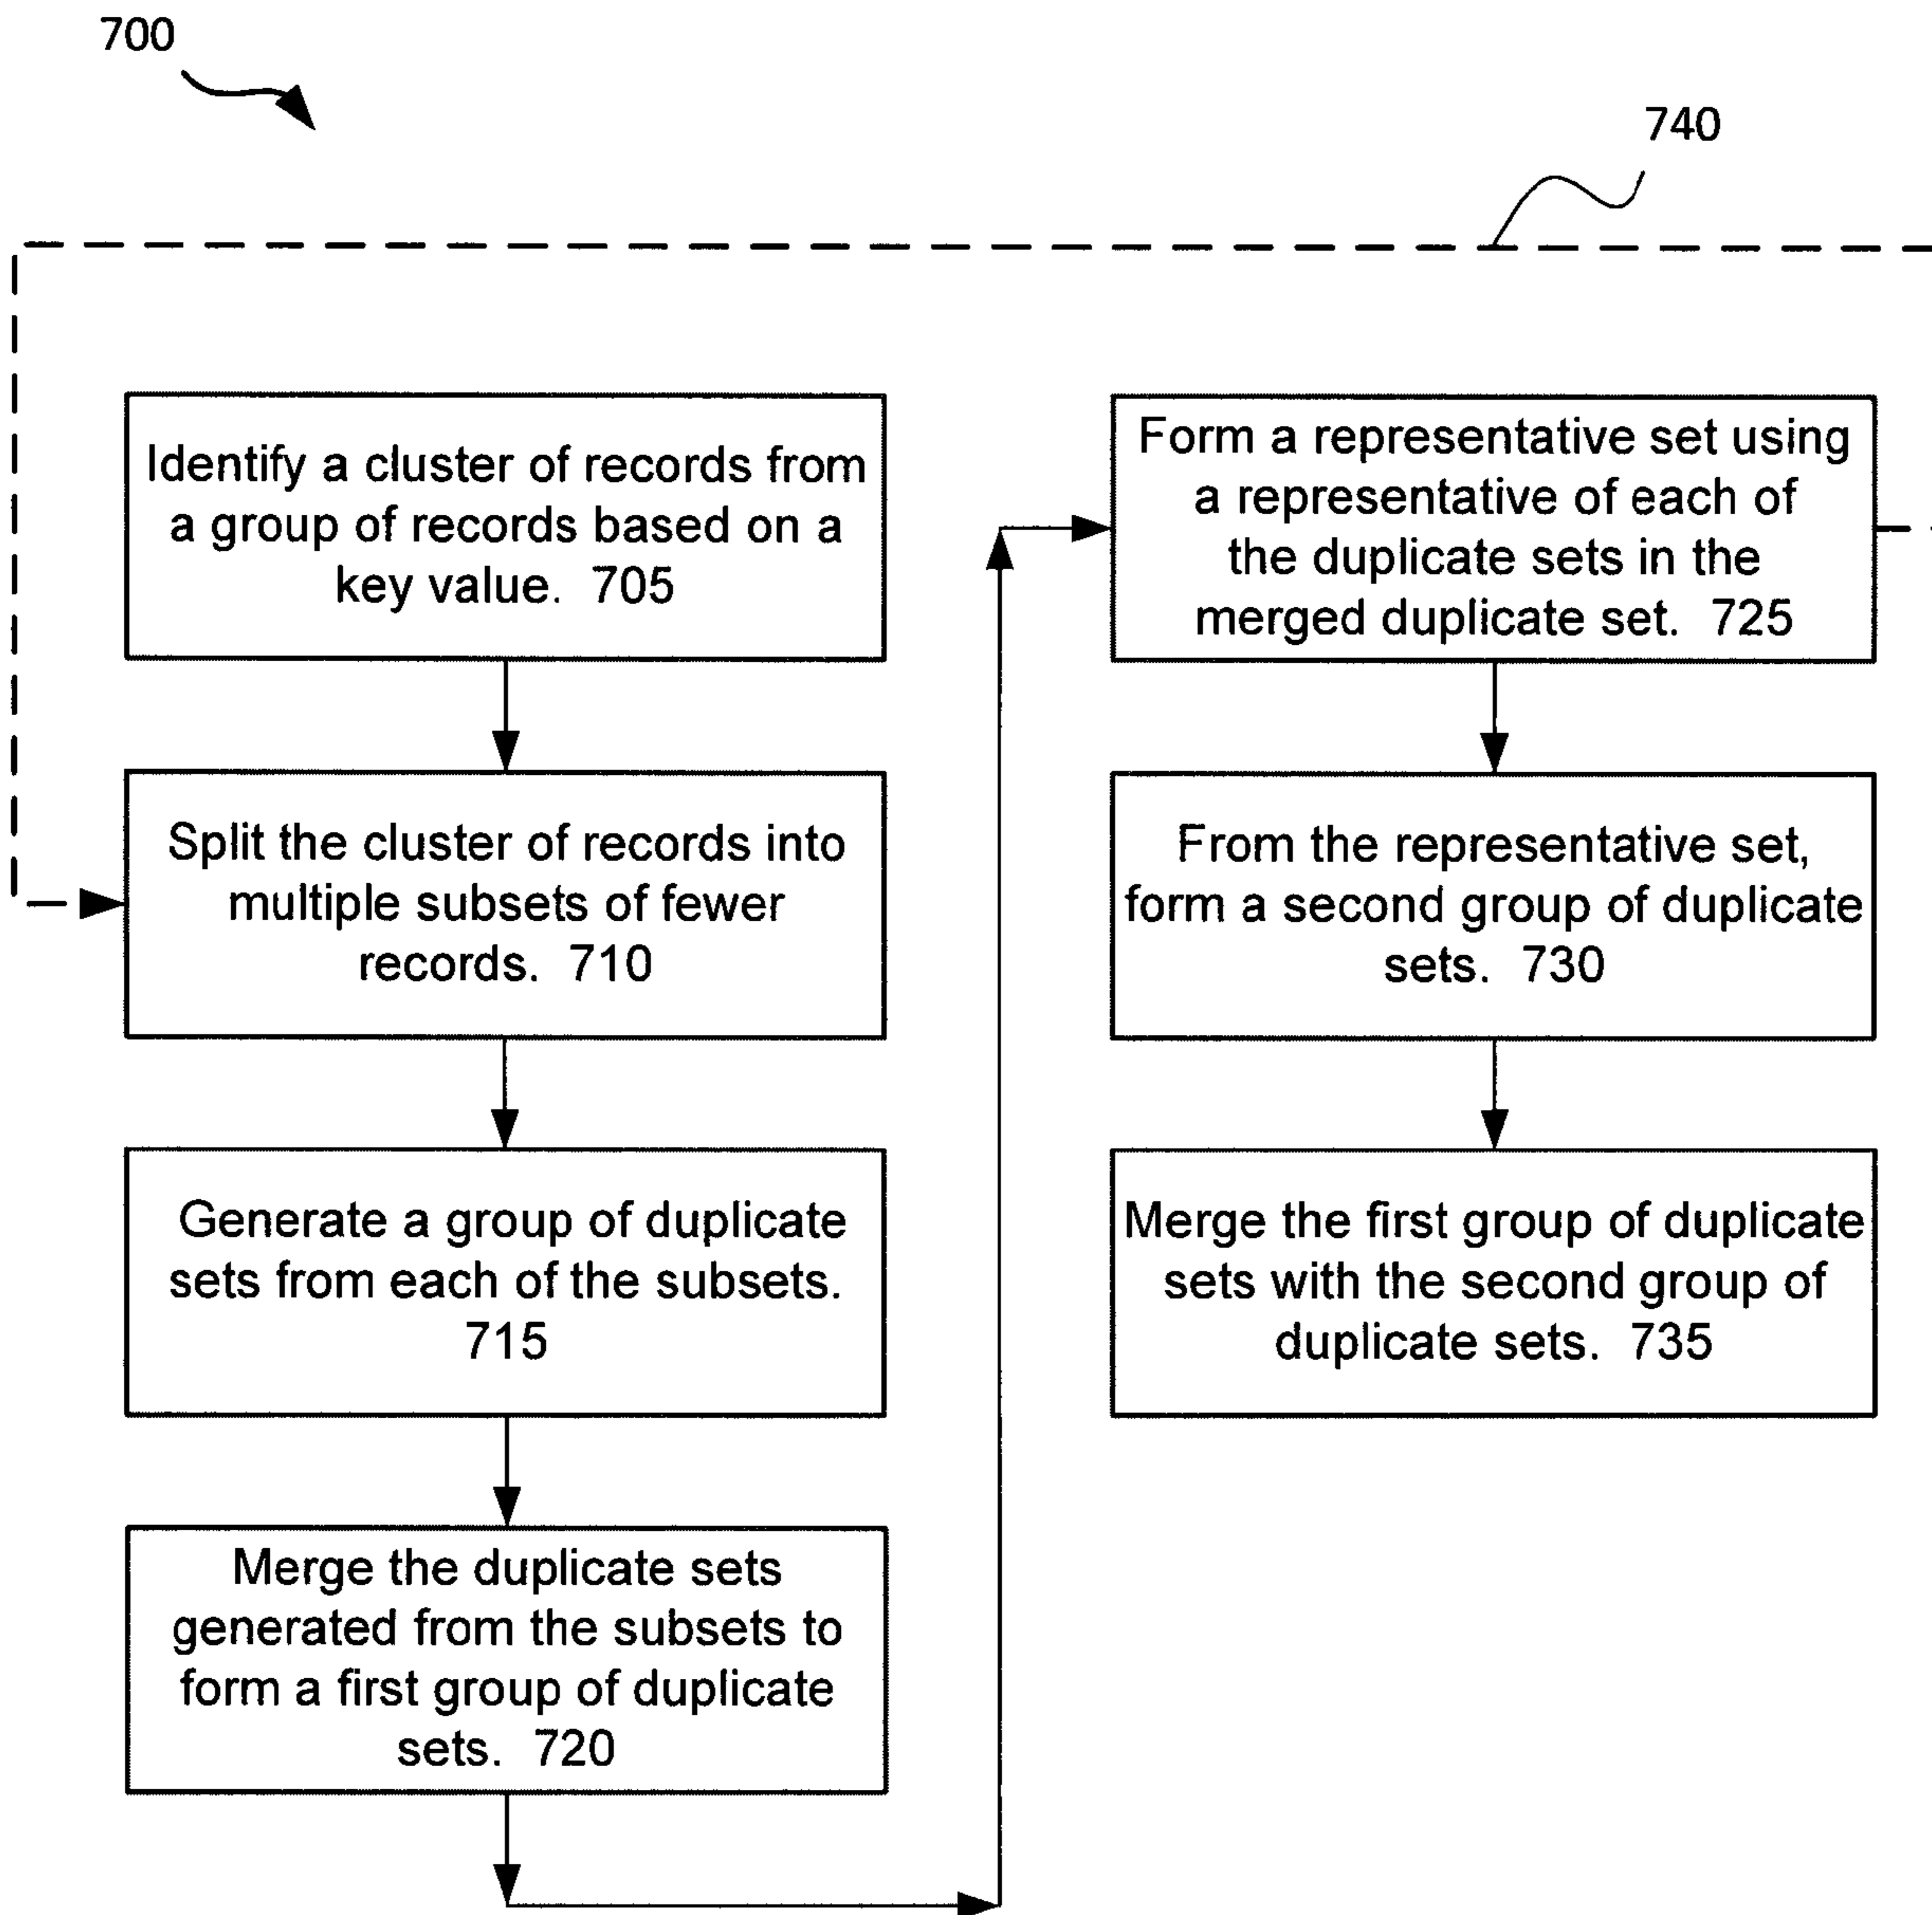 700
740
Identify a cluster of records from
a group of records based on a
key value. 705
Split the cluster of records into
multiple subsets of fewer
records. 710
Generate a group of duplicate
sets from each of the subsets.
715
Merge the duplicate sets
generated from the subsets to
form a first group of duplicate
sets. 720
Form a representative set using
a representative of each of
the duplicate sets in the
merged duplicate set. 725
From the representative set,
form a second group of duplicate
sets. 730
Merge the first group of duplicate
sets with the second group of
duplicate sets. 735